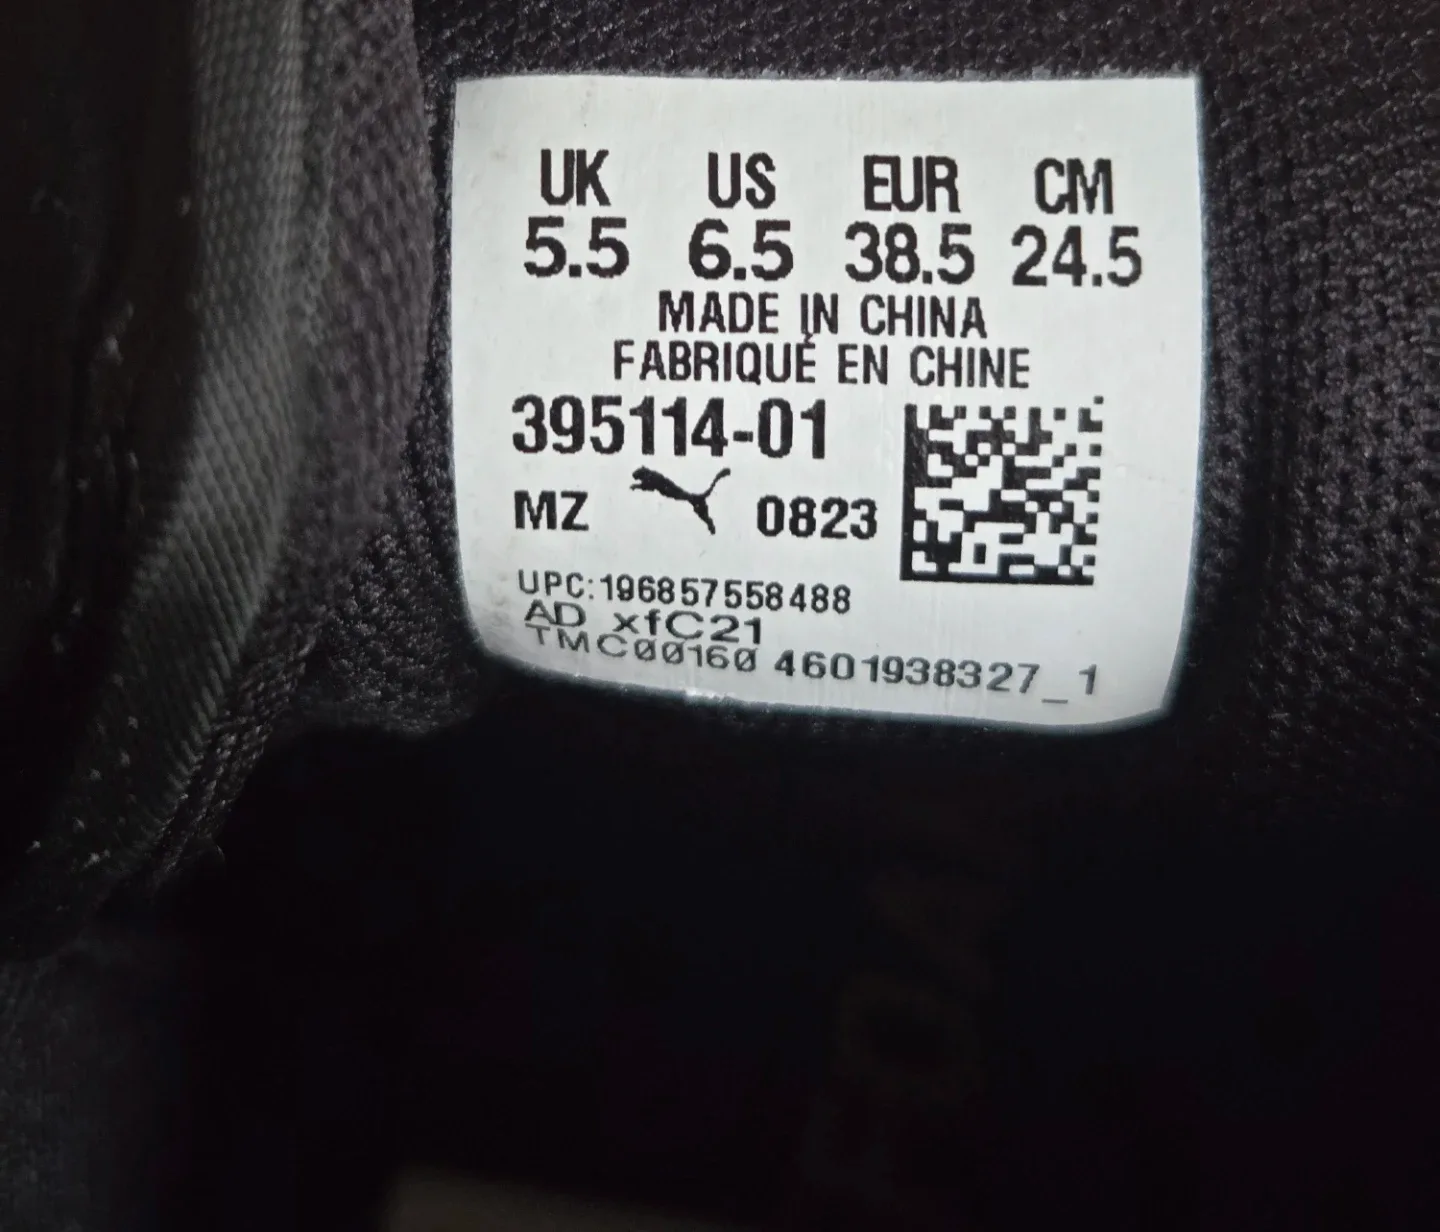 UK US EUR CM
5.5 6.5 38.5 24.5
MADE IN CHINA
FABRIQUÉ EN CHINE
395114-01
MZ 0823
UPC:196857558488
AD xfC21
TMC00160 4601938327_1